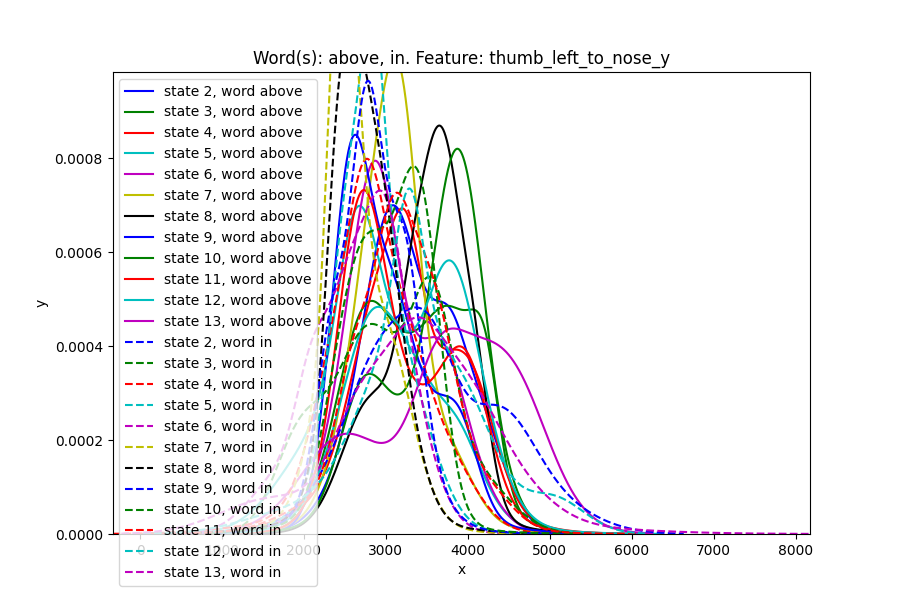 Word(s): above, in. Feature: thumb_left_to_nose_y
state 2, word above
state 3, word above
state 4, word above
state 5, word above
state 6, word above
state 7, word above
state 8, word above
state 9, word above
state 10, word above
state 11, word above
state 12, word above
state 13, word above
state 2, word in
state 3, word in
state 4, word in
state 5, word in
state 6, word in
state 7, word in
state 8, word in
state 9, word in
state 10, word in
state 11, word in
state 12, word in
state 13, word in
0.0008
0.0006
0.0004
0.0002
0.0000
y
0 1000 2000 3000 4000 5000 6000 7000 8000
x